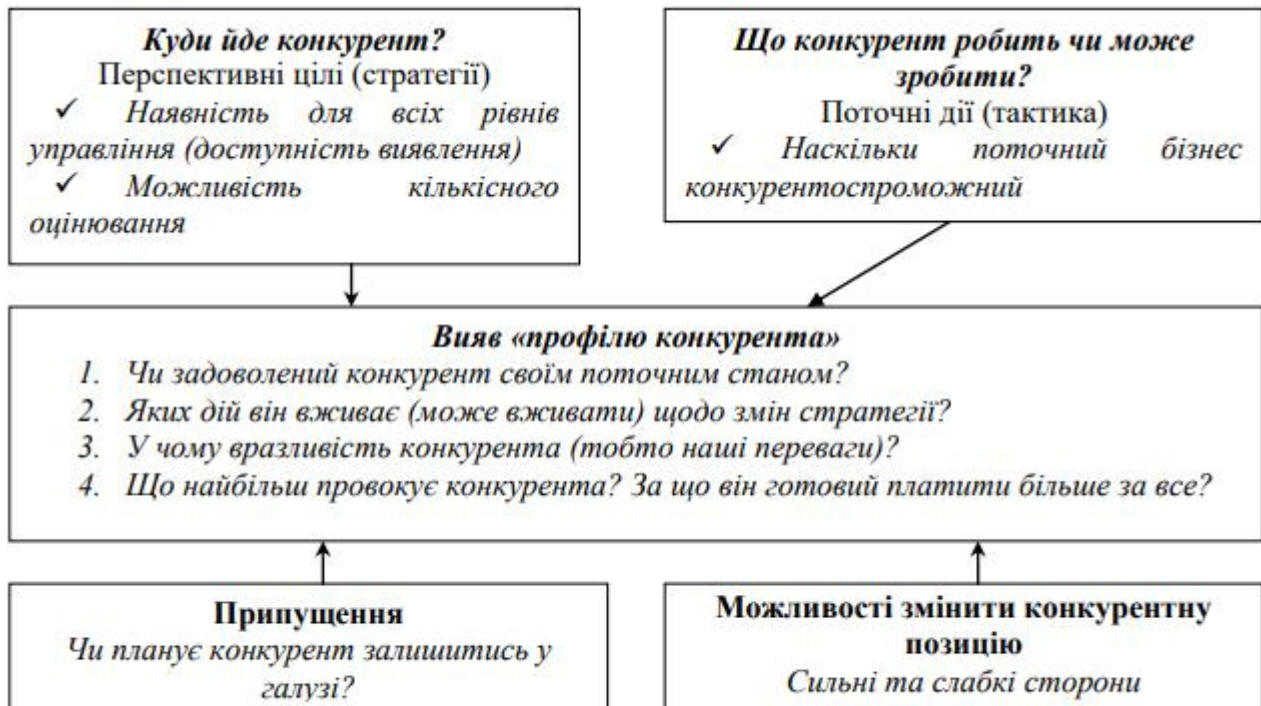 Куди йде конкурент?
Перспективні цілі (стратегії)
✓ Наявність для всіх рівнів
управління (доступність виявлення)
✓ Можливість кількісного
оцінювання
Що конкурент робить чи може
зробити?
Поточні дії (тактика)
✓ Наскільки поточний бізнес
конкурентоспроможний
Вияв «профілю конкурента»
1. Чи задоволений конкурент своїм поточним станом?
2. Яких дій він вживає (може вживати) щодо змін стратегії?
3. У чому вразливість конкурента (тобто наші переваги)?
4. Що найбільш провокує конкурента? За що він готовий платити більше за все?
Припущення
Чи планує конкурент залишитись у
галузі?
Можливості змінити конкурентну
позицію
Сильні та слабкі сторони